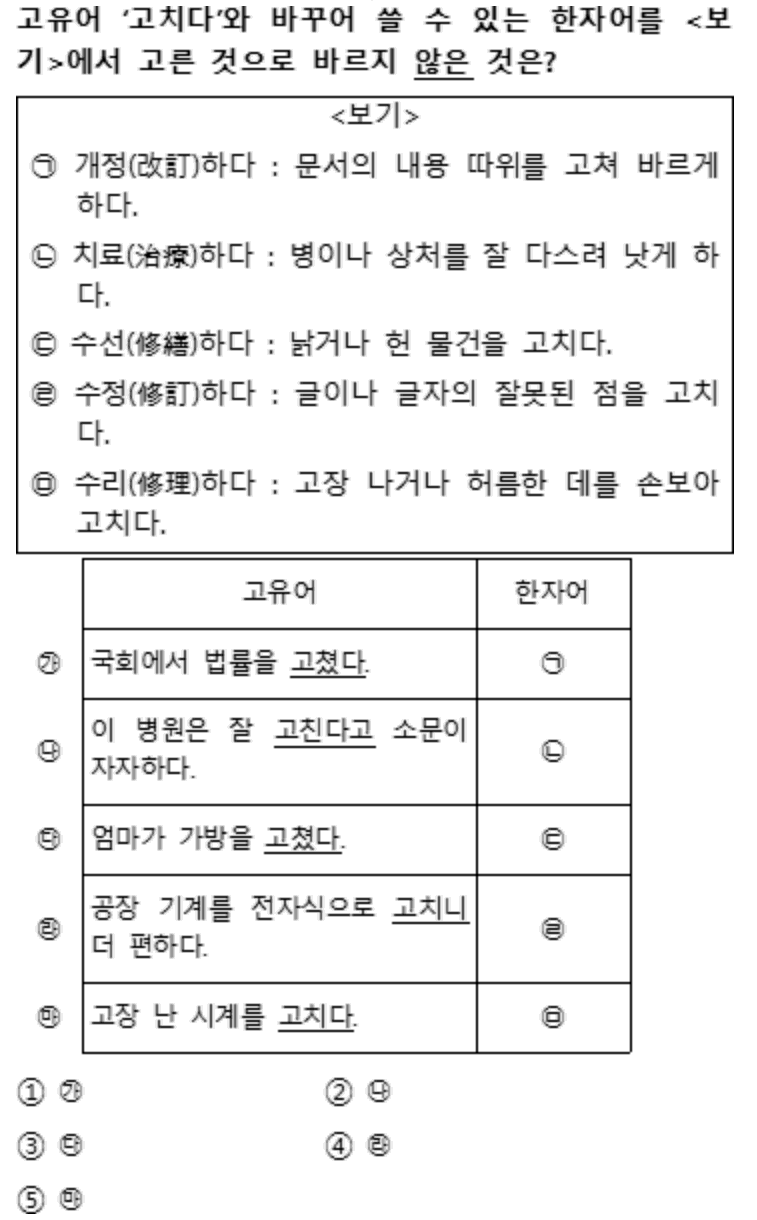 고유어 '고치다'와 바꾸어 쓸 수 있는 한자어를 <보
기>에서 고른 것으로 바르지 않은 것은?
<보기>
㉠ 개정(改訂)하다 : 문서의 내용 따위를 고쳐 바르게
하다.
㉡ 치료(治療)하다 : 병이나 상처를 잘 다스려 낫게 하
다.
㉢ 수선(修繕)하다 : 낡거나 헌 물건을 고치다.
㉣ 수정(修訂)하다 : 글이나 글자의 잘못된 점을 고치
다.
㉤ 수리(修理)하다 : 고장 나거나 허름한 데를 손보아
고치다.
고유어 한자어
㉮ 국회에서 법률을 고쳤다. ㉠
㉯ 이 병원은 잘 고친다고 소문이
자자하다. ㉡
㉰ 엄마가 가방을 고쳤다. ㉢
㉱ 공장 기계를 전자식으로 고치니
더 편하다. ㉣
㉲ 고장 난 시계를 고치다. ㉤
① ㉮ ② ㉯
③ ㉰ ④ ㉱
⑤ ㉲